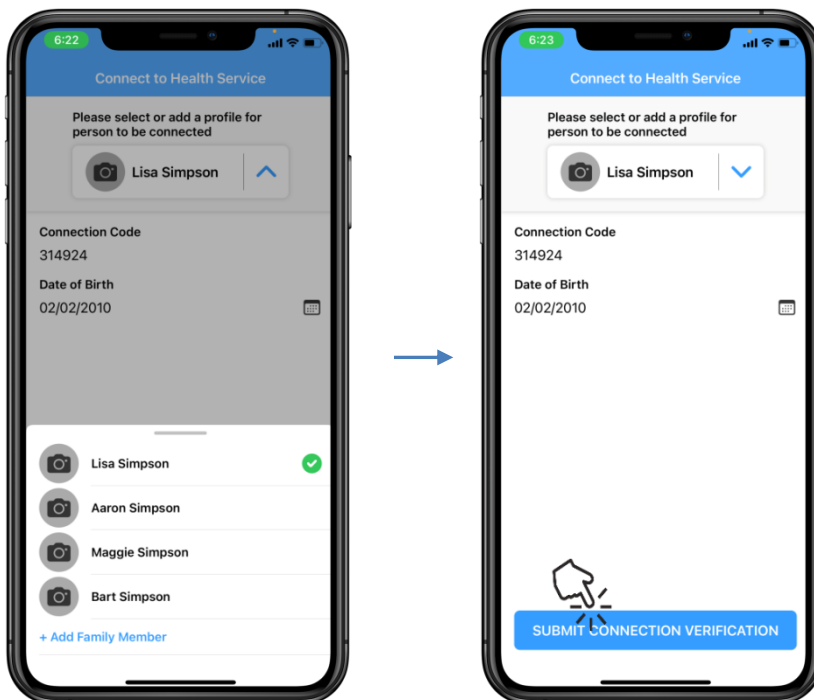 6:22
Connect to Health Service
Please select or add a profile for
person to be connected
Lisa Simpson
Connection Code
314924
Date of Birth
02/02/2010
Lisa Simpson
Aaron Simpson
Maggie Simpson
Bart Simpson
+ Add Family Member
6:23
Connect to Health Service
Please select or add a profile for
person to be connected
Lisa Simpson
Connection Code
314924
Date of Birth
02/02/2010
SUBMIT CONNECTION VERIFICATION